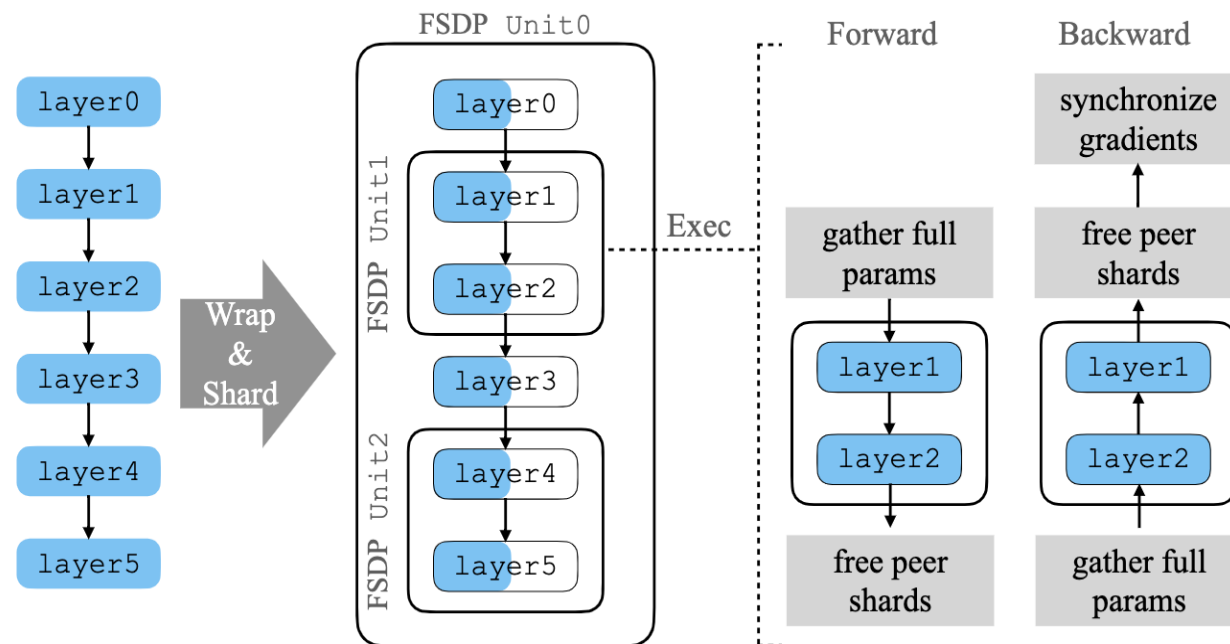 layer0
layer1
layer2
layer3
layer4
layer5
Wrap
&
Shard
FSDP Unit0
layer0
FSDP Unit1
layer1
layer2
layer3
FSDP Unit2
layer4
layer5
Exec
Forward
gather full
params
layer1
layer2
free peer
shards
Backward
synchronize
gradients
free peer
shards
layer1
layer2
gather full
params